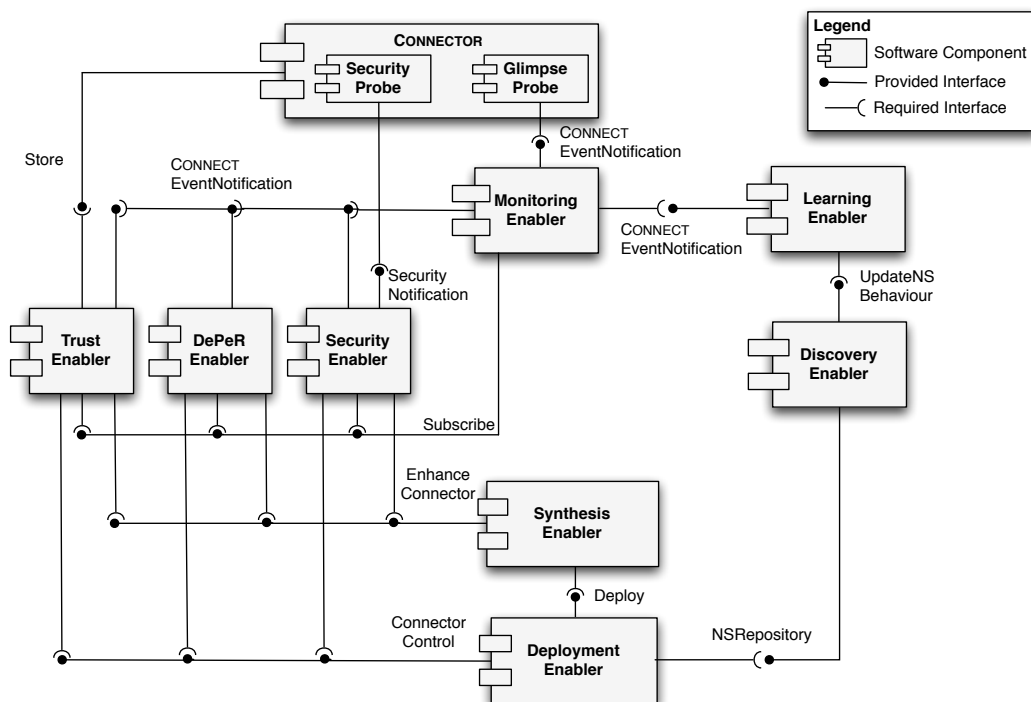 CONNECTOR
Security
Probe
Glimpse
Probe
Legend
Software Component
Provided Interface
Required Interface
Store
CONNECT
EventNotification
CONNECT
EventNotification
Monitoring
Enabler
Learning
Enabler
CONNECT
EventNotification
Security
Notification
UpdateNS
Behaviour
Trust
Enabler
DePeR
Enabler
Security
Enabler
Discovery
Enabler
Subscribe
Enhance
Connector
Synthesis
Enabler
Deploy
Connector
Control
Deployment
Enabler
NSRepository